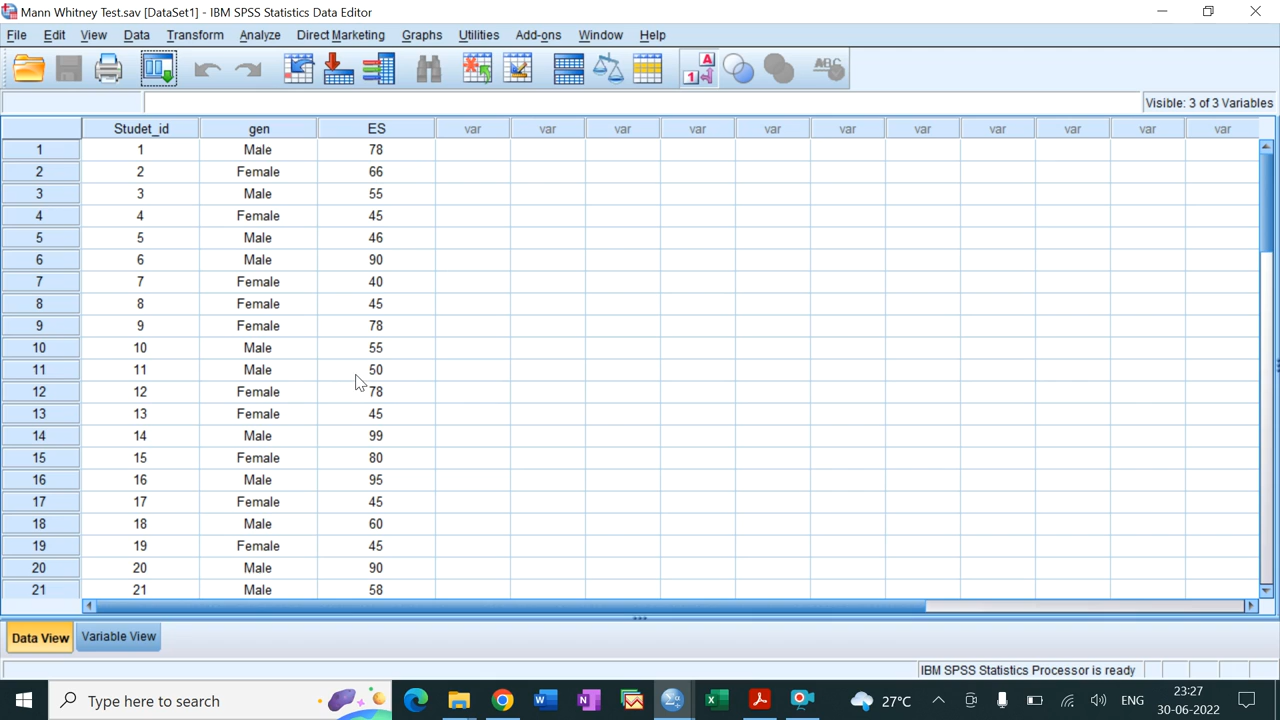 Mann Whitney Test.sav [DataSet1] - IBM SPSS Statistics Data Editor
File Edit View Data Transform Analyze Direct Marketing Graphs Utilities Add-ons Window Help
A 1 ABC
Visible: 3 of 3 Variables
Studet_id gen ES var var var var var var var var var var var
1 1 Male 78
2 2 Female 66
3 3 Male 55
4 4 Female 45
5 5 Male 46
6 6 Male 90
7 7 Female 40
8 8 Female 45
9 9 Female 78
10 10 Male 55
11 11 Male 50
12 12 Female 78
13 13 Female 45
14 14 Male 99
15 15 Female 80
16 16 Male 95
17 17 Female 45
18 18 Male 60
19 19 Female 45
20 20 Male 90
21 21 Male 58
Data View Variable View
IBM SPSS Statistics Processor is ready
Type here to search 27°C ENG 23:27
30-06-2022